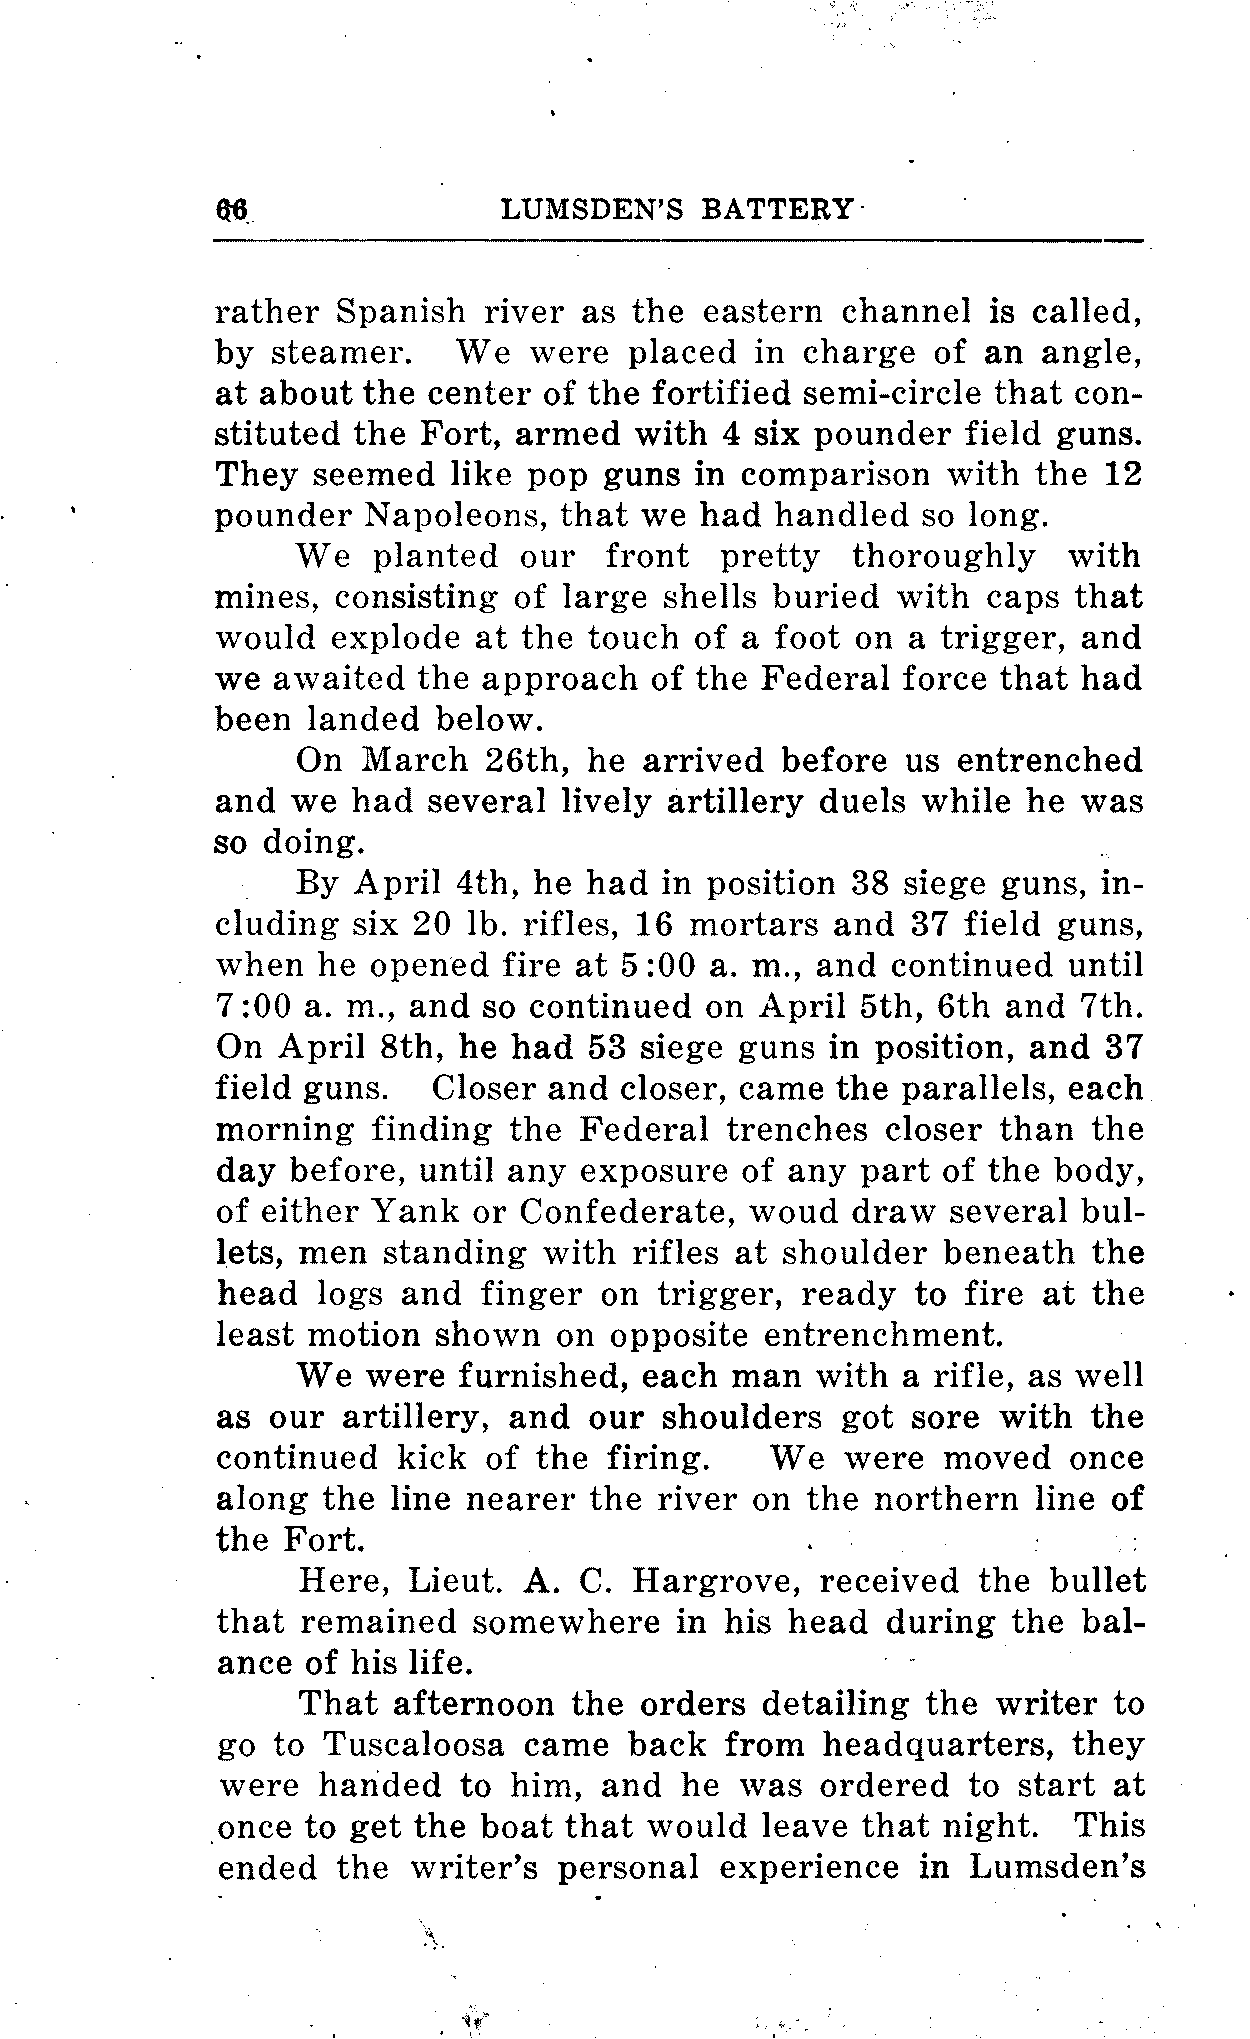 66 LUMSDEN'S BATTERY
rather Spanish river as the eastern channel is called,
by steamer. We were placed in charge of an angle,
at about the center of the fortified semi-circle that con-
stituted the Fort, armed with 4 six pounder field guns.
They seemed like pop guns in comparison with the 12
pounder Napoleons, that we had handled so long.
We planted our front pretty thoroughly with
mines, consisting of large shells buried with caps that
would explode at the touch of a foot on a trigger, and
we awaited the approach of the Federal force that had
been landed below.
On March 26th, he arrived before us entrenched
and we had several lively artillery duels while he was
so doing.
By April 4th, he had in position 38 siege guns, in-
cluding six 20 lb. rifles, 16 mortars and 37 field guns,
when he opened fire at 5:00 a. m., and continued until
7:00 a. m., and so continued on April 5th, 6th and 7th.
On April 8th, he had 53 siege guns in position, and 37
field guns. Closer and closer, came the parallels, each
morning finding the Federal trenches closer than the
day before, until any exposure of any part of the body,
of either Yank or Confederate, woud draw several bul-
lets, men standing with rifles at shoulder beneath the
head logs and finger on trigger, ready to fire at the
least motion shown on opposite entrenchment.
We were furnished, each man with a rifle, as well
as our artillery, and our shoulders got sore with the
continued kick of the firing. We were moved once
along the line nearer the river on the northern line of
the Fort.
Here, Lieut. A. C. Hargrove, received the bullet
that remained somewhere in his head during the bal-
ance of his life.
That afternoon the orders detailing the writer to
go to Tuscaloosa came back from headquarters, they
were handed to him, and he was ordered to start at
once to get the boat that would leave that night. This
ended the writer's personal experience in Lumsden's